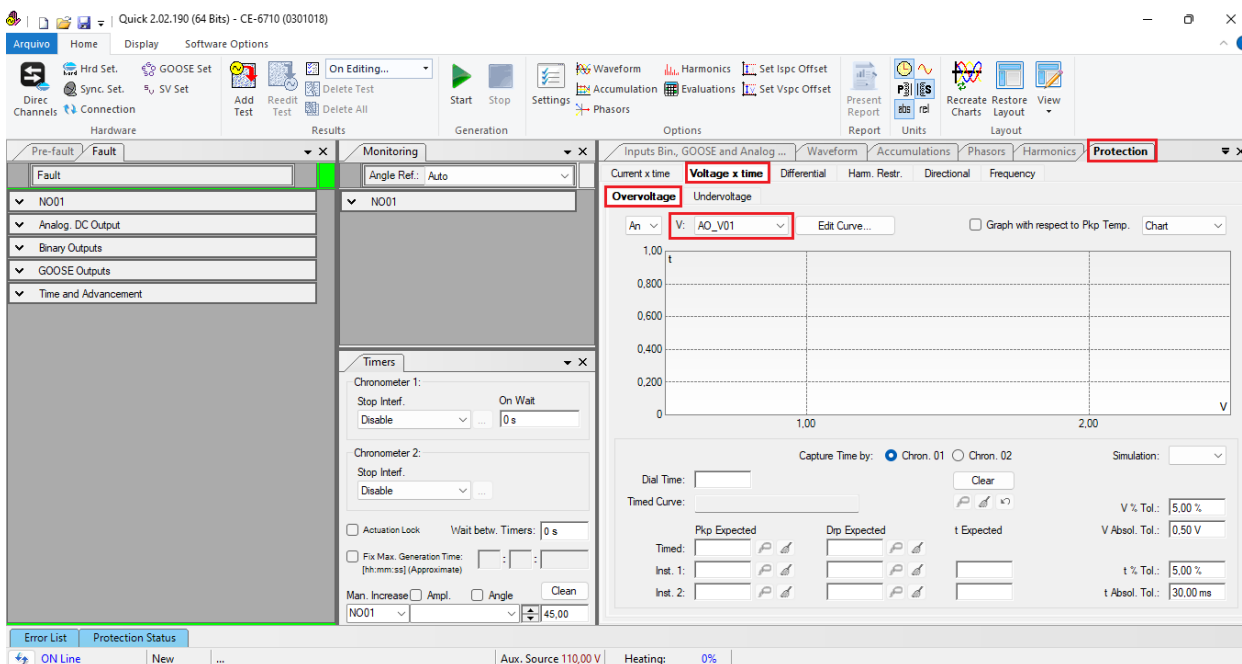 Quick 2.02.190 (64 Bits) - CE-6710 (0301018)
Arquivo Home Display Software Options
Direc Channels
Hrd Set.
Sync. Set.
Connection
GOOSE Set
SV Set
Hardware
Add Test
Reedit Test
On Editing...
Delete Test
Delete All
Results
Start
Stop
Generation
Settings
Waveform
Accumulation
Phasors
Harmonics
Evaluations
Set Ispc Offset
Set Vspc Offset
Options
Present Report
Report
abs rel
Units
Recreate Charts
Restore Layout
View
Layout
Pre-fault Fault
Fault
NO01
Analog. DC Output
Binary Outputs
GOOSE Outputs
Time and Advancement
Monitoring
Angle Ref.: Auto
NO01
Timers
Chronometer 1:
Stop Interf. On Wait
Disable ... 0 s
Chronometer 2:
Stop Interf.
Disable ...
Actuation Lock Wait betw. Timers: 0 s
Fix Max. Generation Time: : :
[hh:mm:ss] (Approximate)
Clean
Man. Increase Ampl. Angle
NO01 45,00
Inputs Bin., GOOSE and Analog ... Waveform Accumulations Phasors Harmonics Protection
Current x time Voltage x time Differential Harm. Restr. Directional Frequency
Overvoltage Undervoltage
An V: AO_V01 Edit Curve... Graph with respect to Pkp Temp. Chart
1,00 t
0,800
0,600
0,400
0,200
0 V
1,00 2,00
Capture Time by: Chron. 01 Chron. 02 Simulation:
Dial Time: Clear
Timed Curve: V % Tol.: 5,00 %
Pkp Expected Drp Expected t Expected V Absol. Tol.: 0,50 V
Timed:
Inst. 1: t % Tol.: 5,00 %
Inst. 2: t Absol. Tol.: 30,00 ms
Error List Protection Status
ON Line New ... Aux. Source 110,00 V Heating: 0%